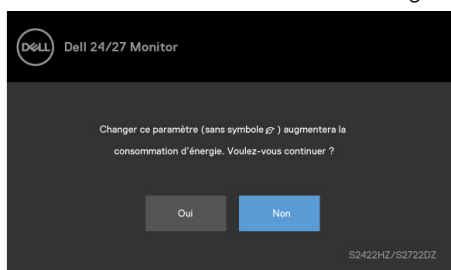 DELL
Dell 24/27 Monitor
Changer ce paramètre (sans symbole ) augmentera la
consommation d'énergie. Voulez-vous continuer ?
Oui
Non
S2422HZ/S2722DZ